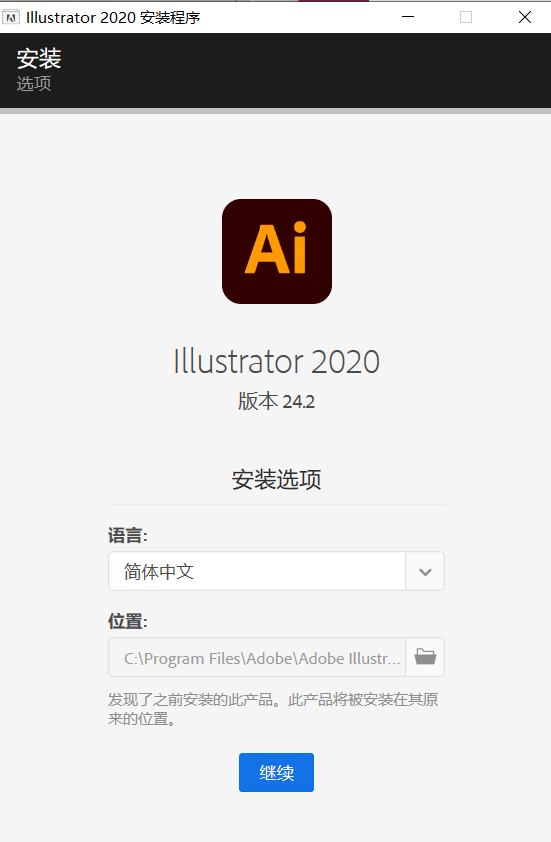 Illustrator 2020 安装程序
安装
选项
Ai
Illustrator 2020
版本 24.2
安装选项
语言:
简体中文
位置:
C:\Program Files\Adobe\Adobe Illustr...
发现了之前安装的此产品。此产品将被安装在其原
来的位置。
继续